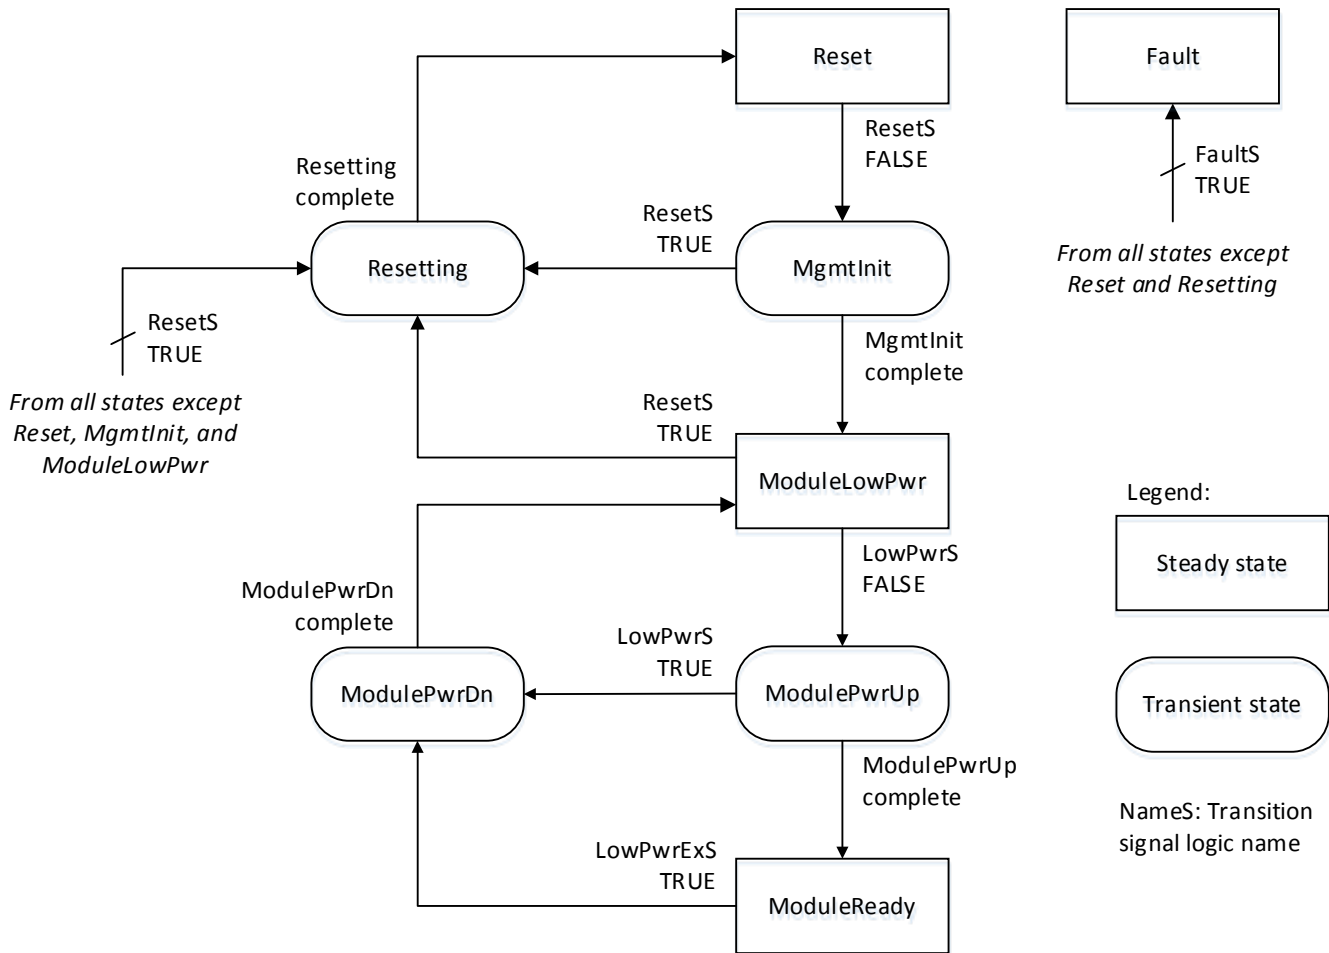 Reset
Fault
ResetS
FALSE
FaultS
TRUE
Resetting
complete
ResetS
TRUE
Resetting
MgmtInit
From all states except
Reset and Resetting
ResetS
TRUE
MgmtInit
complete
From all states except
Reset, MgmtInit, and
ModuleLowPwr
ResetS
TRUE
ModuleLowPwr
Legend:
LowPwrS
FALSE
Steady state
ModulePwrDn
complete
LowPwrS
TRUE
ModulePwrDn
ModulePwrUp
Transient state
ModulePwrUp
complete
NameS: Transition
signal logic name
LowPwrExS
TRUE
ModuleReady